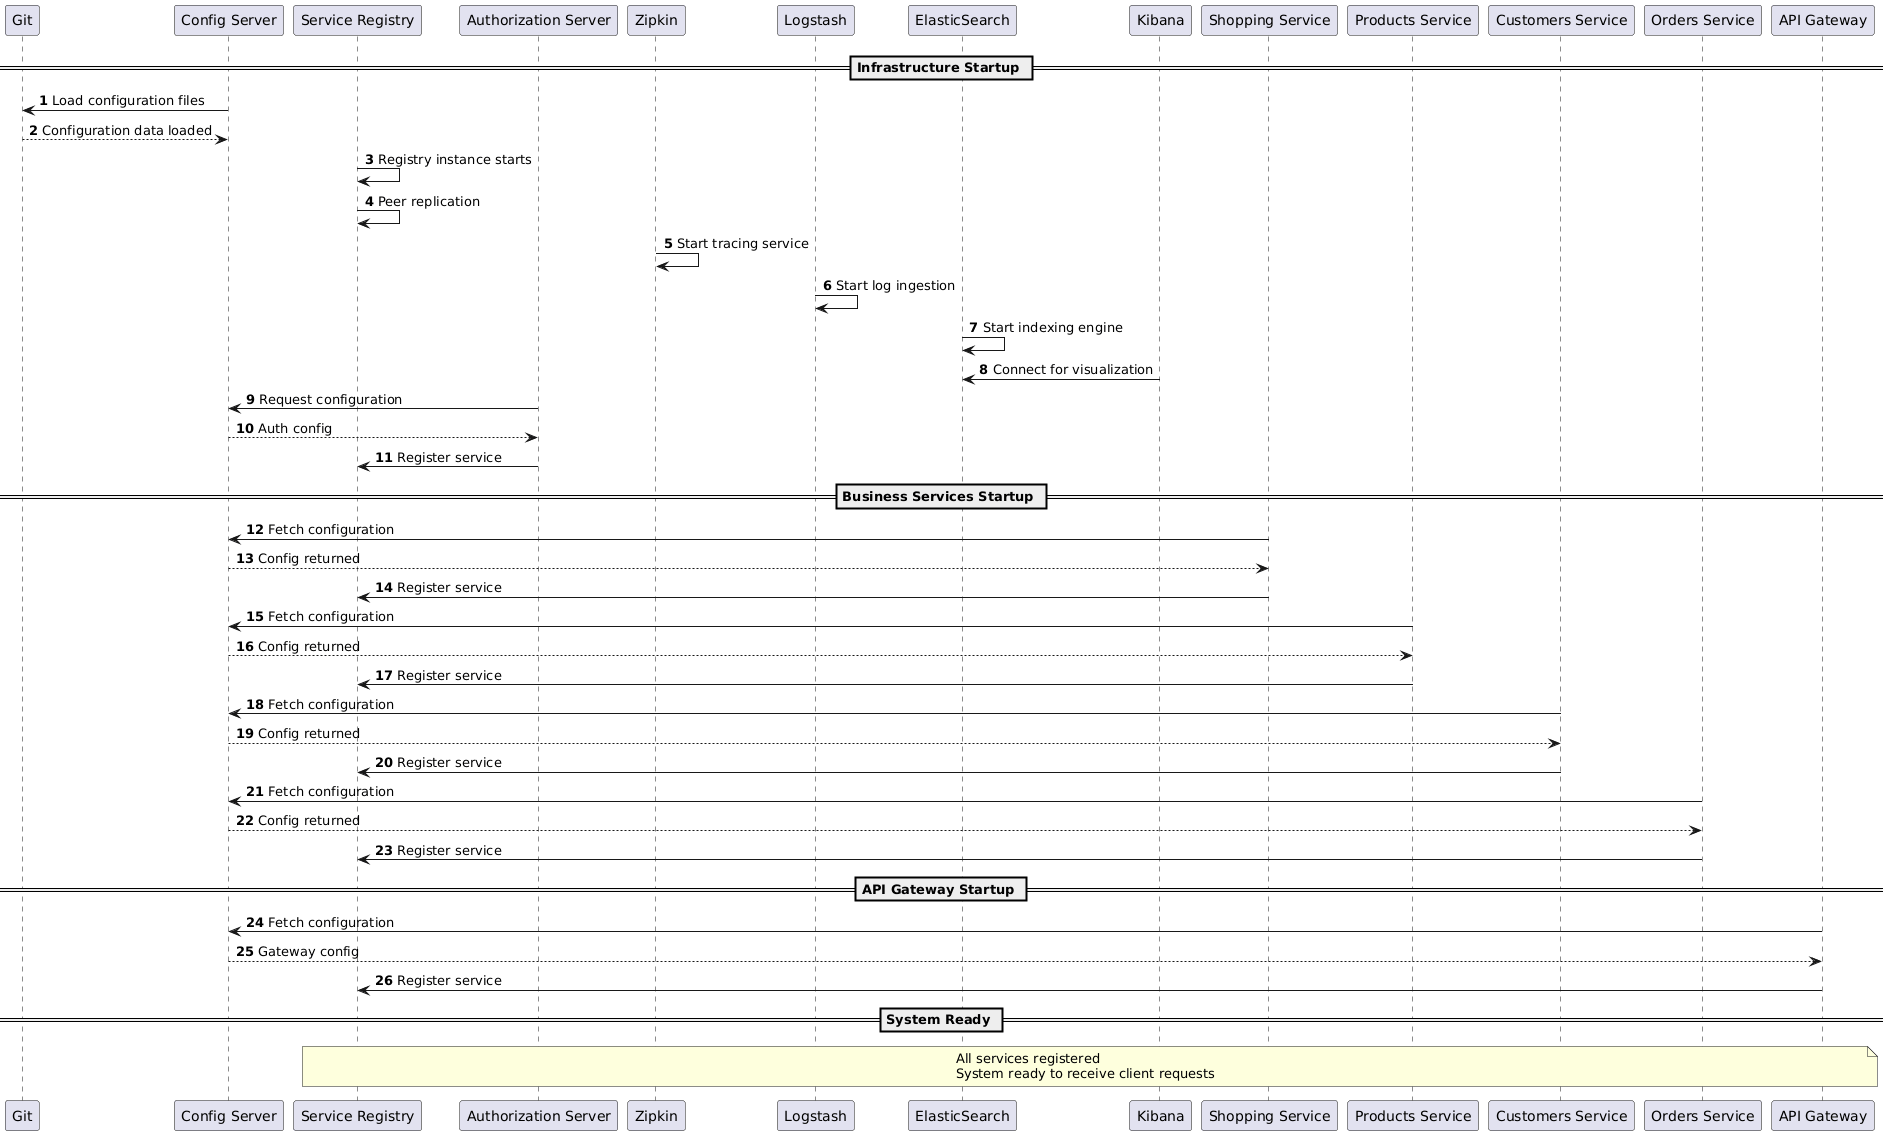 Git
Config Server
Service Registry
Authorization Server
Zipkin
Logstash
ElasticSearch
Kibana
Shopping Service
Products Service
Customers Service
Orders Service
API Gateway
Infrastructure Startup
1 Load configuration files
2 Configuration data loaded
3 Registry instance starts
4 Peer replication
5 Start tracing service
6 Start log ingestion
7 Start indexing engine
8 Connect for visualization
9 Request configuration
10 Auth config
11 Register service
Business Services Startup
12 Fetch configuration
13 Config returned
14 Register service
15 Fetch configuration
16 Config returned
17 Register service
18 Fetch configuration
19 Config returned
20 Register service
21 Fetch configuration
22 Config returned
23 Register service
API Gateway Startup
24 Fetch configuration
25 Gateway config
26 Register service
System Ready
All services registered
System ready to receive client requests
Git
Config Server
Service Registry
Authorization Server
Zipkin
Logstash
ElasticSearch
Kibana
Shopping Service
Products Service
Customers Service
Orders Service
API Gateway